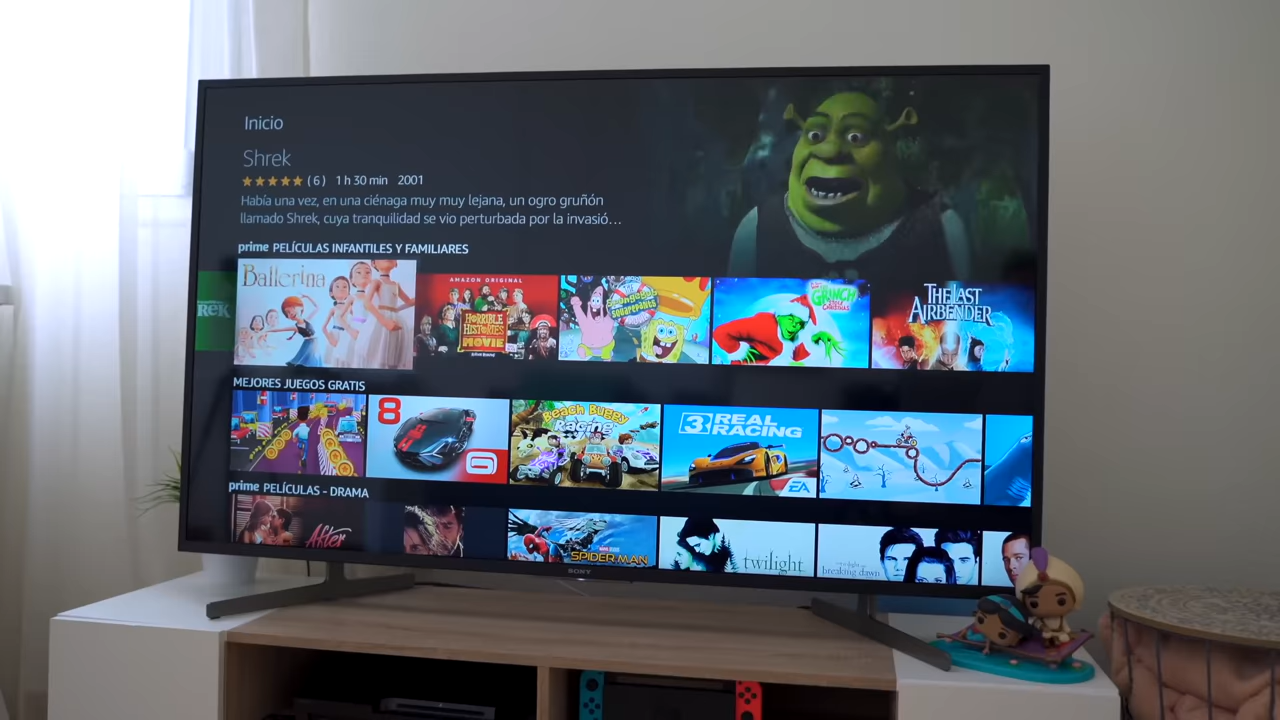 Inicio
Shrek
(6) 1 h 30 min 2001
Había una vez, en una ciénaga muy muy lejana, un ogro gruñón
llamado Shrek, cuya tranquilidad se vio perturbada por la invasió...
prime PELÍCULAS INFANTILES Y FAMILIARES
REK
Ballerina
AMAZON ORIGINAL
HORRIBLE
HISTORIES
THE MOVIE
SpongeBob
SquarePants
GRINCH
THE LAST
AIRBENDER
MEJORES JUEGOS GRATIS
8
Beach Buggy
Racing
3 REAL
RACING
EA
prime PELÍCULAS - DRAMA
After
SPIDER-MAN
twilight
breaking dawn
SONY